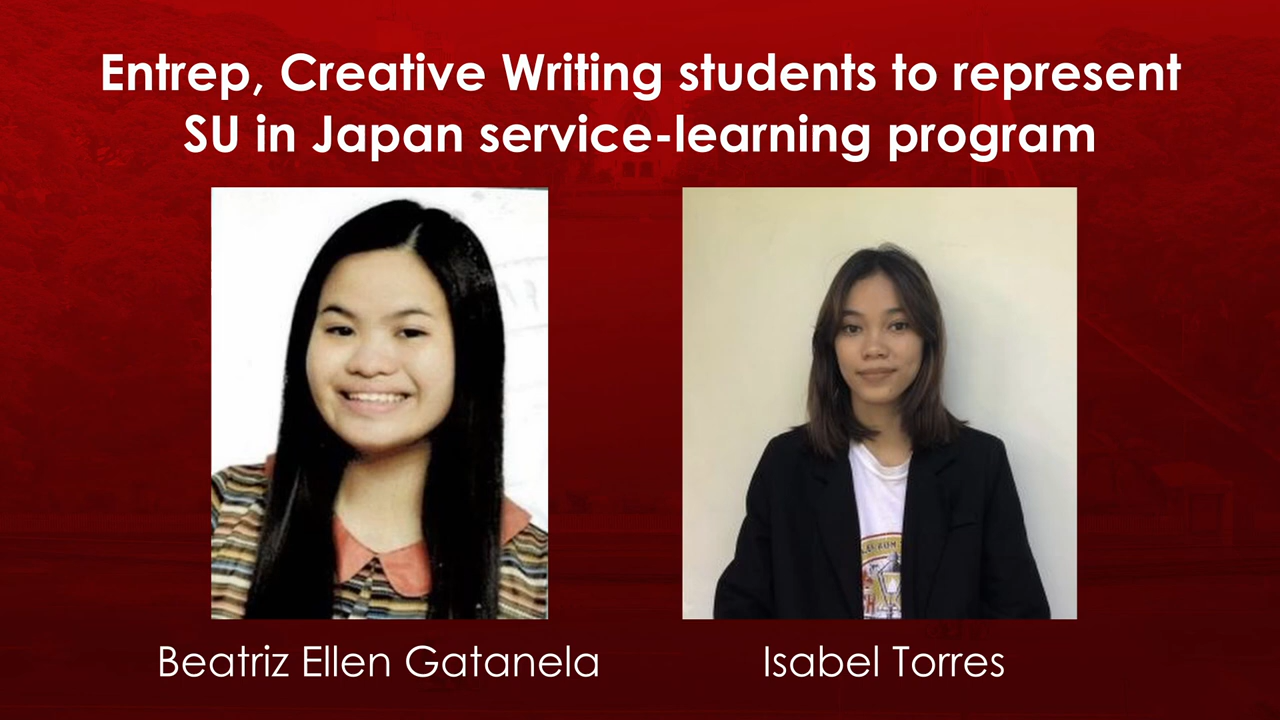 Entrep, Creative Writing students to represent
SU in Japan service-learning program
Beatriz Ellen Gatanela
Isabel Torres